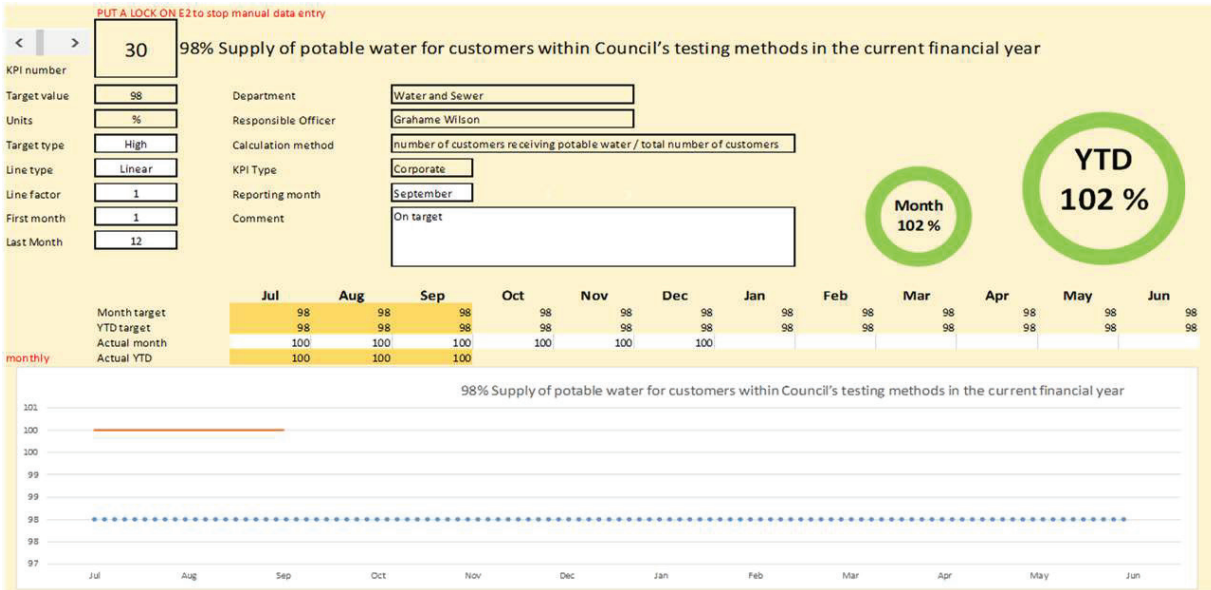 PUT A LOCK ON E2 to stop manual data entry
< >
30
98% Supply of potable water for customers within Council's testing methods in the current financial year
KPI number
Target value 98 Department Water and Sewer
Units % Responsible Officer Grahame Wilson
Target type High Calculation method number of customers receiving potable water / total number of customers
Line type Linear KPI Type Corporate
Line factor 1 Reporting month September
First month 1 Comment On target
Last Month 12
Month
102 %
YTD
102 %
Jul Aug Sep Oct Nov Dec Jan Feb Mar Apr May Jun
Month target 98 98 98 98 98 98 98 98 98 98 98 98
YTD target 98 98 98 98 98 98 98 98 98 98 98 98
Actual month 100 100 100 100 100 100
monthly Actual YTD 100 100 100
98% Supply of potable water for customers within Council's testing methods in the current financial year
101
100
100
99
99
98
98
97
Jul Aug Sep Oct Nov Dec Jan Feb Mar Apr May Jun